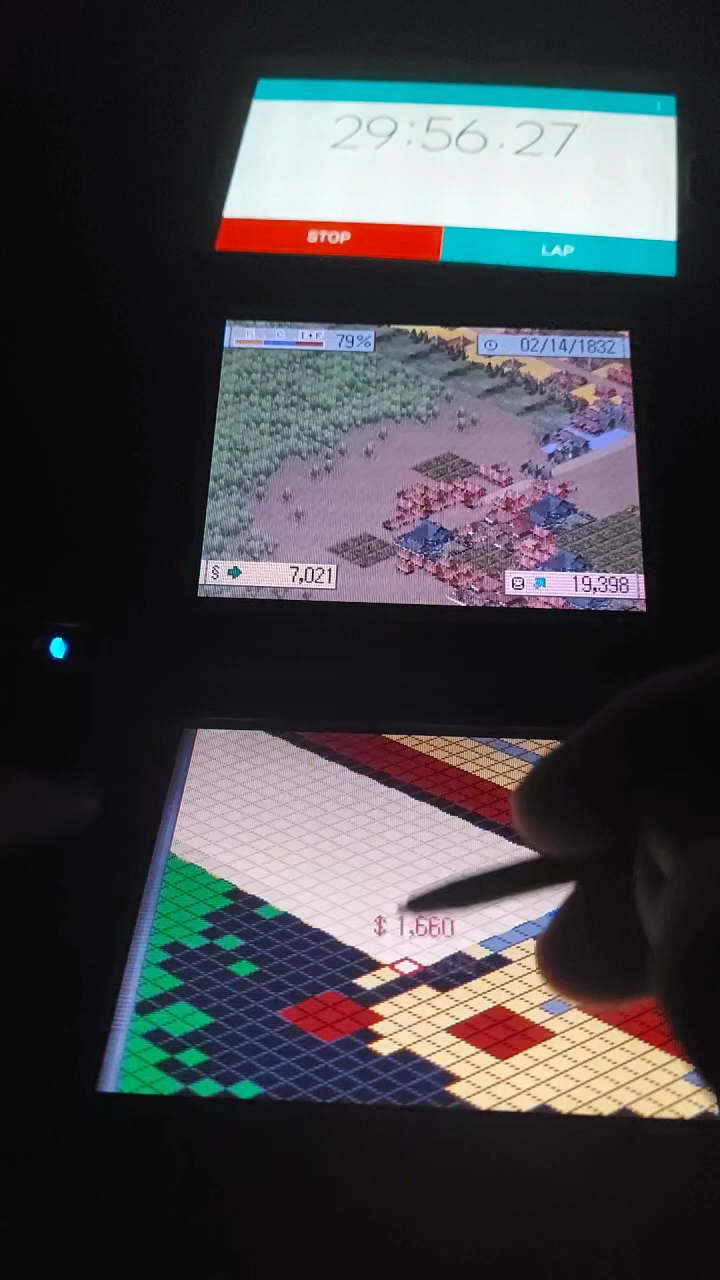 29:56.27
STOP
LAP
R C I+F 79%
02/14/1832
§ 7,021
19,398
$ 1,660